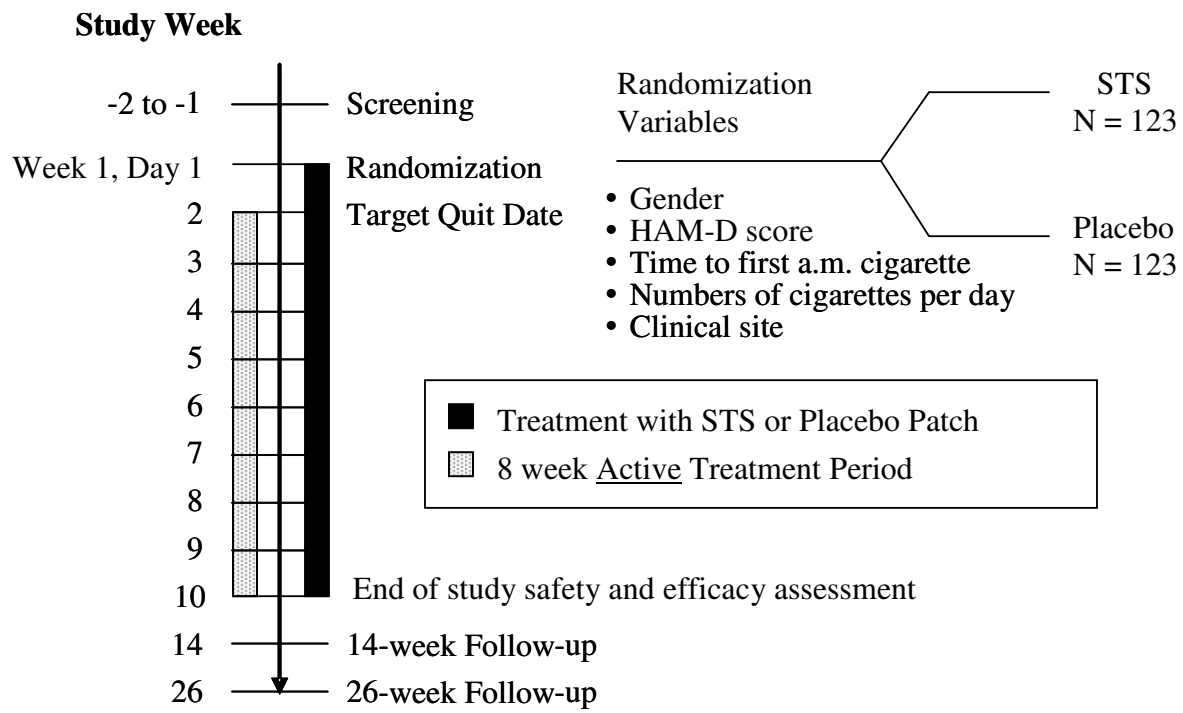 Study Week
-2 to -1 Screening
Week 1, Day 1 Randomization
2 Target Quit Date
3
4
5
6
7
8
9
10 End of study safety and efficacy assessment
14 14-week Follow-up
26 26-week Follow-up
Randomization
Variables
• Gender
• HAM-D score
• Time to first a.m. cigarette
• Numbers of cigarettes per day
• Clinical site
STS
N = 123
Placebo
N = 123
Treatment with STS or Placebo Patch
8 week Active Treatment Period